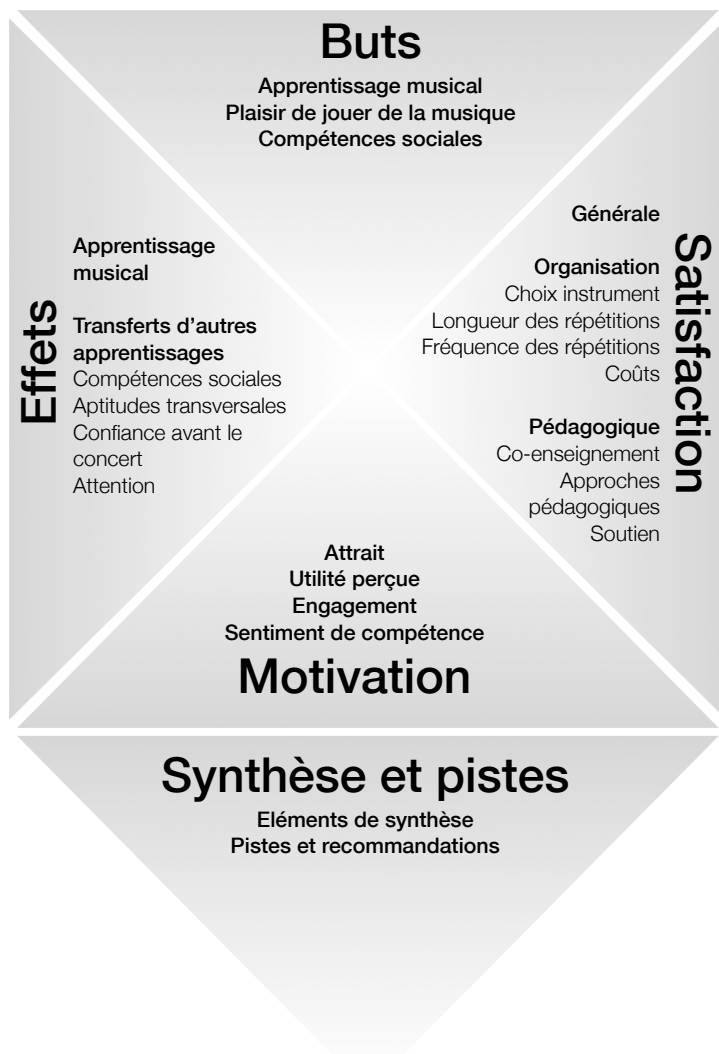 Buts
Apprentissage musical
Plaisir de jouer de la musique
Compétences sociales
Effets
Apprentissage
musical
Transferts d’autres
apprentissages
Compétences sociales
Aptitudes transversales
Confiance avant le
concert
Attention
Satisfaction
Générale
Organisation
Choix instrument
Longueur des répétitions
Fréquence des répétitions
Coûts
Pédagogique
Co-enseignement
Approches
pédagogiques
Soutien
Attrait
Utilité perçue
Engagement
Sentiment de compétence
Motivation
Synthèse et pistes
Eléments de synthèse
Pistes et recommandations